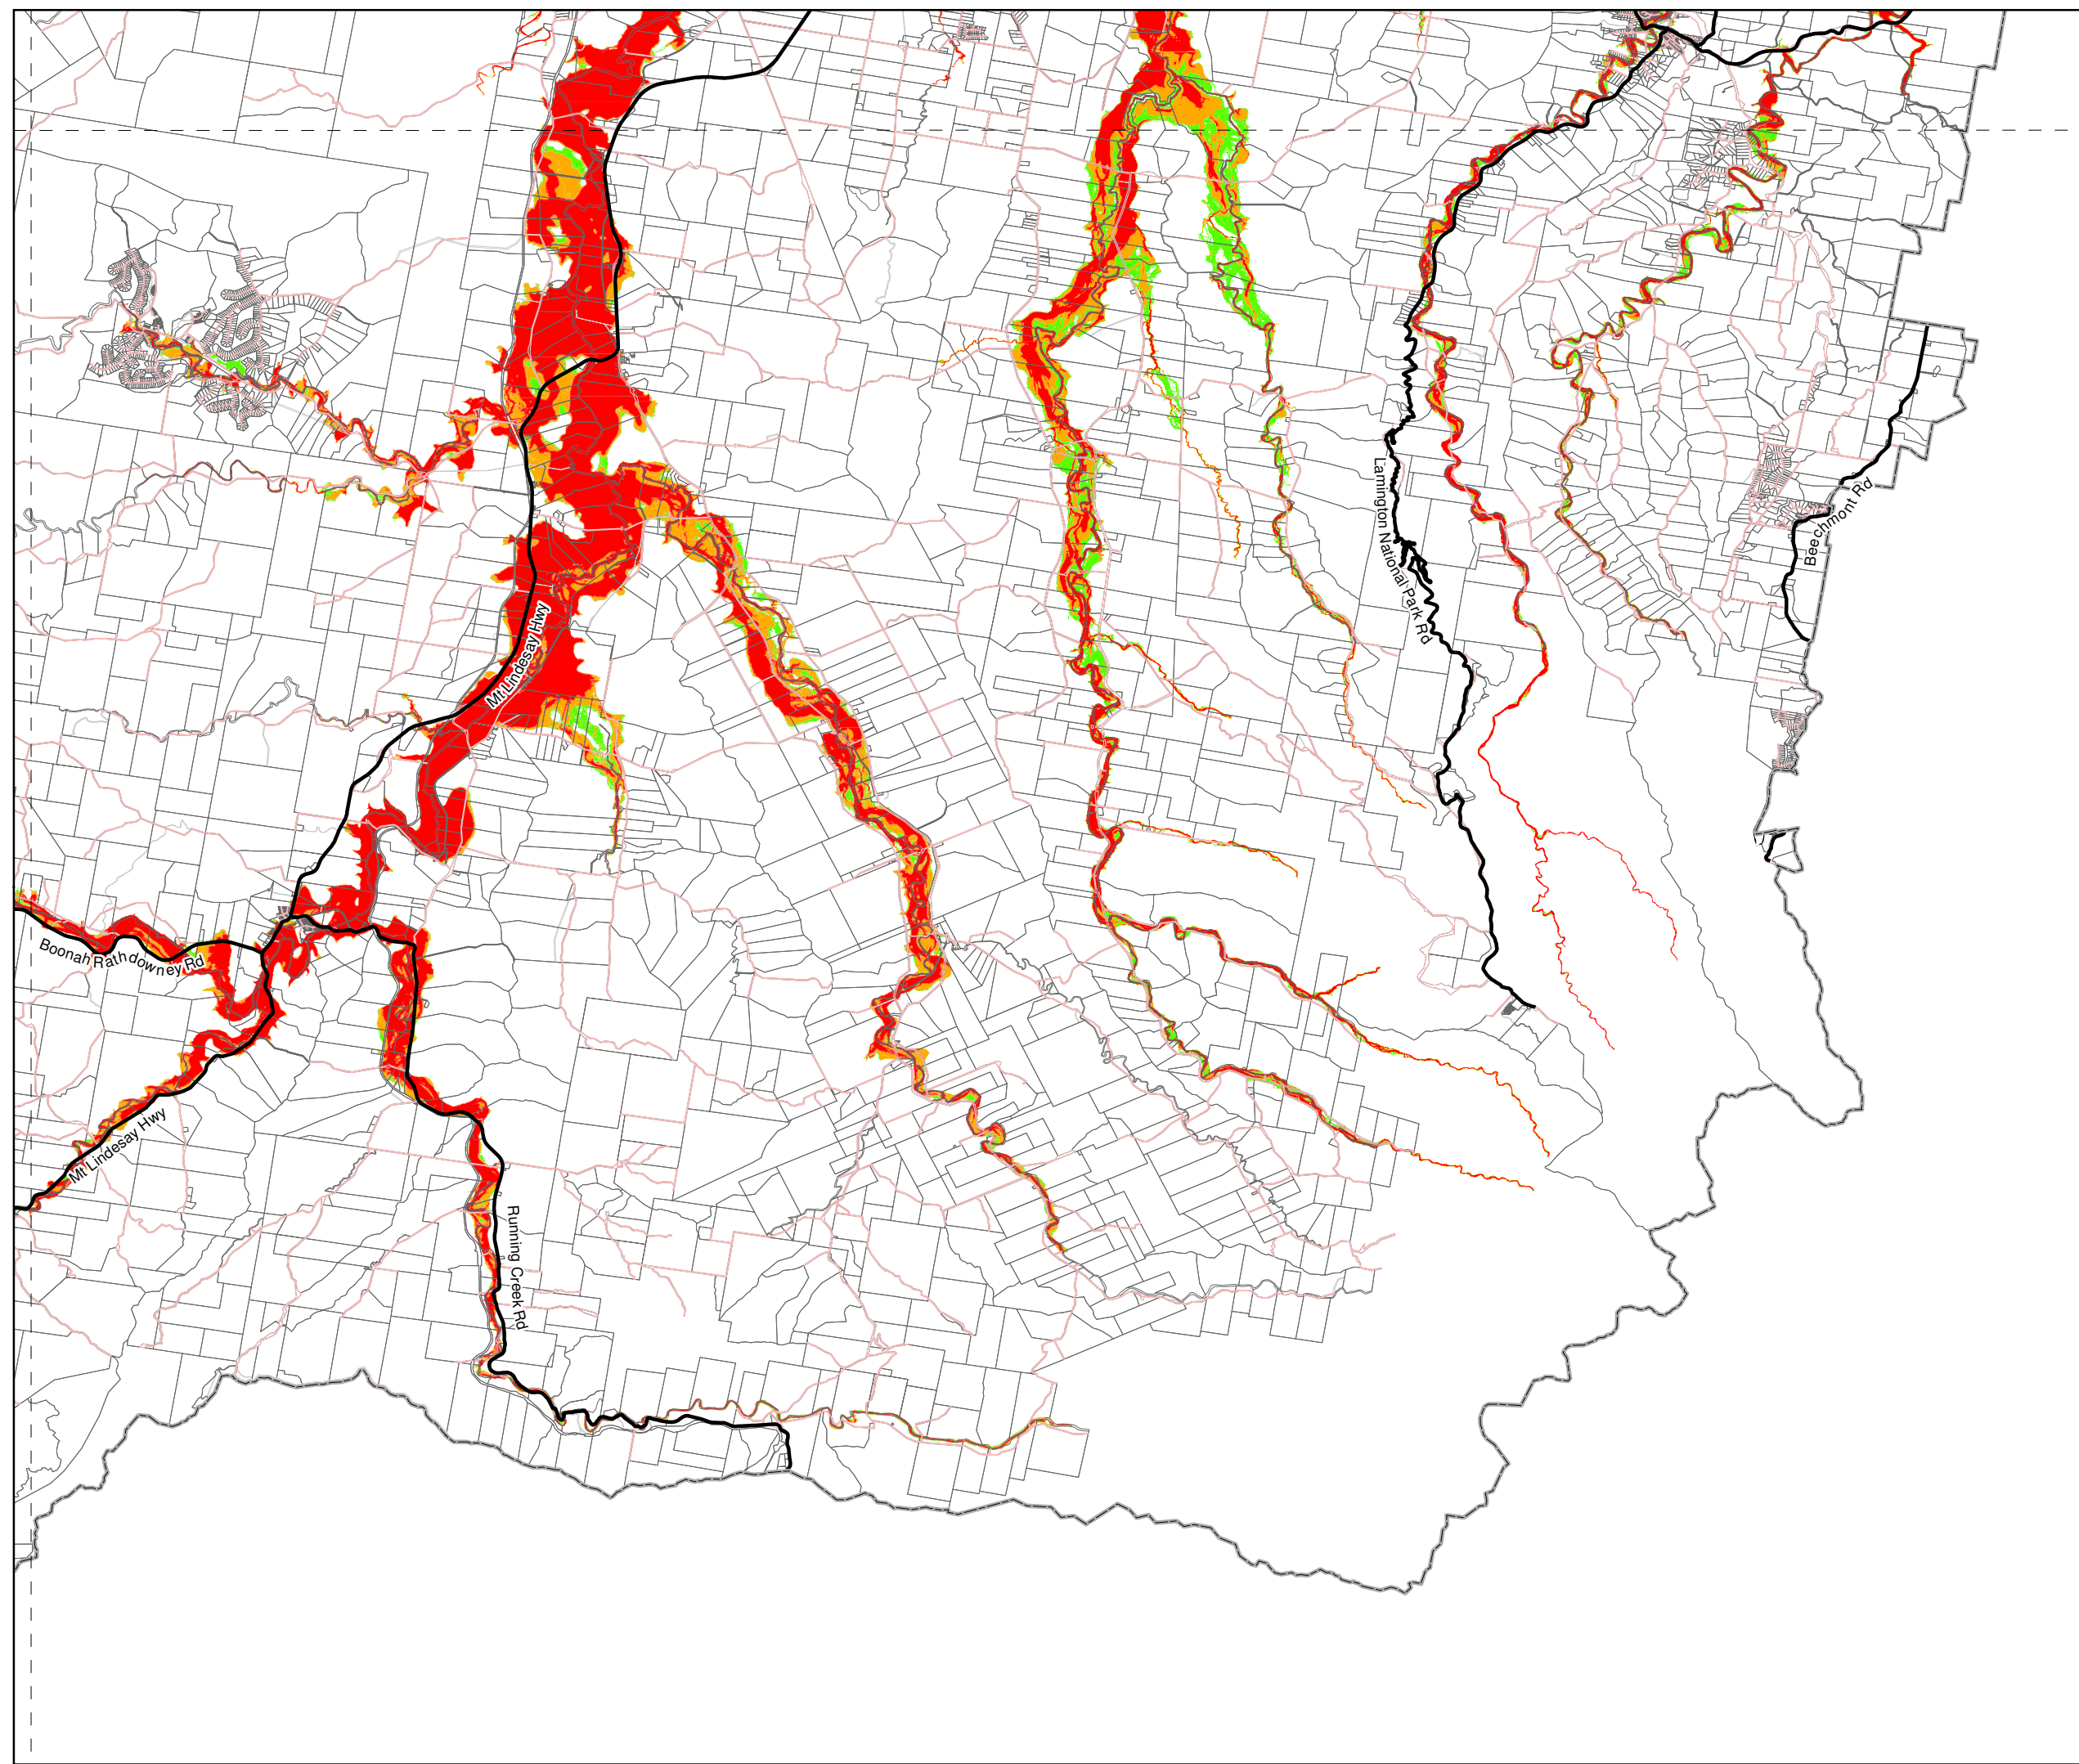 Lamington National Park Rd
Beechmont Rd
Mt Lindesay Hwy
Boonah Rathdowney Rd
Mt Lindesay Hwy
Running Creek Rd